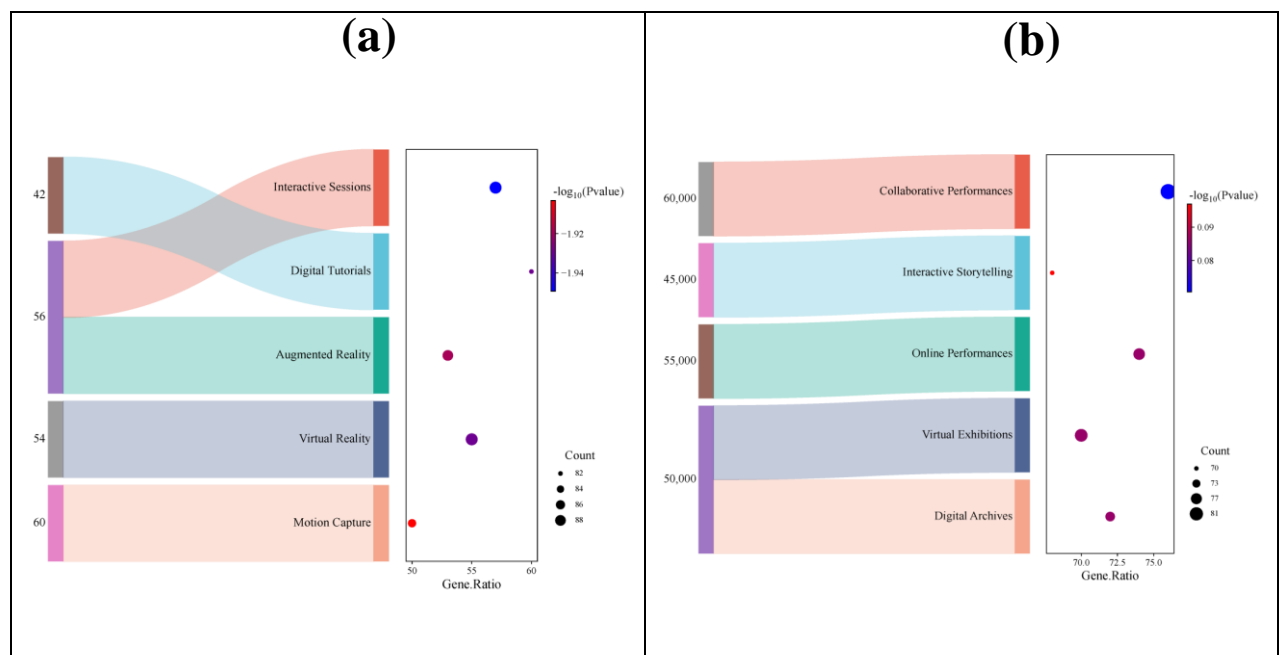 (a)
42
56
54
60
Interactive Sessions
Digital Tutorials
Augmented Reality
Virtual Reality
Motion Capture
-log10(Pvalue)
−1.92
−1.94
Count
82
84
86
88
50
55
60
Gene.Ratio
(b)
60,000
45,000
55,000
50,000
Collaborative Performances
Interactive Storytelling
Online Performances
Virtual Exhibitions
Digital Archives
-log10(Pvalue)
0.09
0.08
Count
70
73
77
81
70.0
72.5
75.0
Gene.Ratio